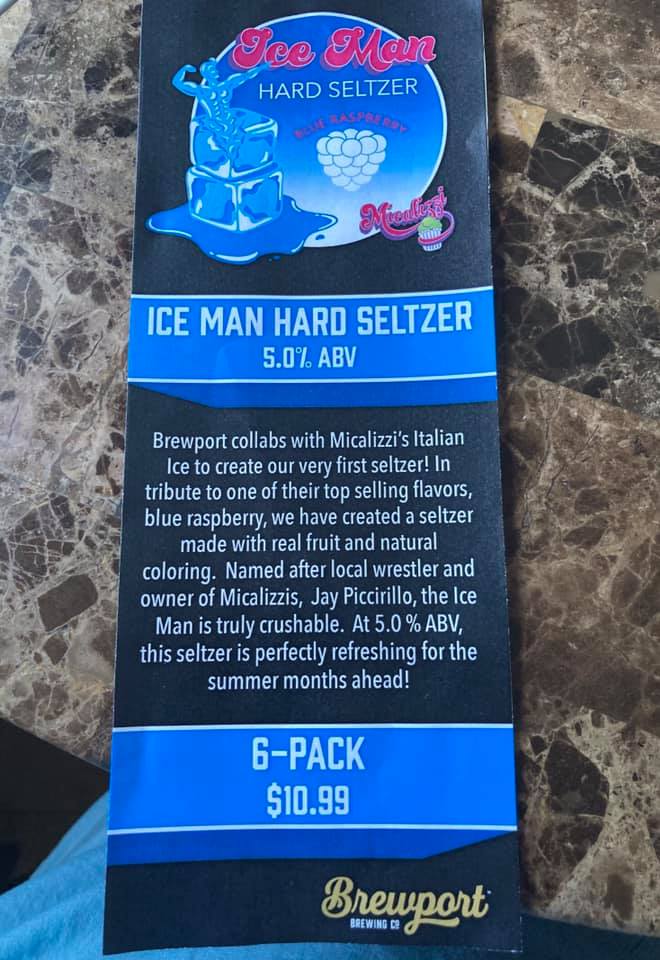 Ice Man
HARD SELTZER
BLUE RASPBERRY
Micalizzi's
ICE MAN HARD SELTZER
5.0% ABV
Brewport collabs with Micalizzi's Italian
Ice to create our very first seltzer! In
tribute to one of their top selling flavors,
blue raspberry, we have created a seltzer
made with real fruit and natural
coloring. Named after local wrestler and
owner of Micalizzis, Jay Piccirillo, the Ice
Man is truly crushable. At 5.0 % ABV,
this seltzer is perfectly refreshing for the
summer months ahead!
6-PACK
$10.99
Brewport
BREWING CO